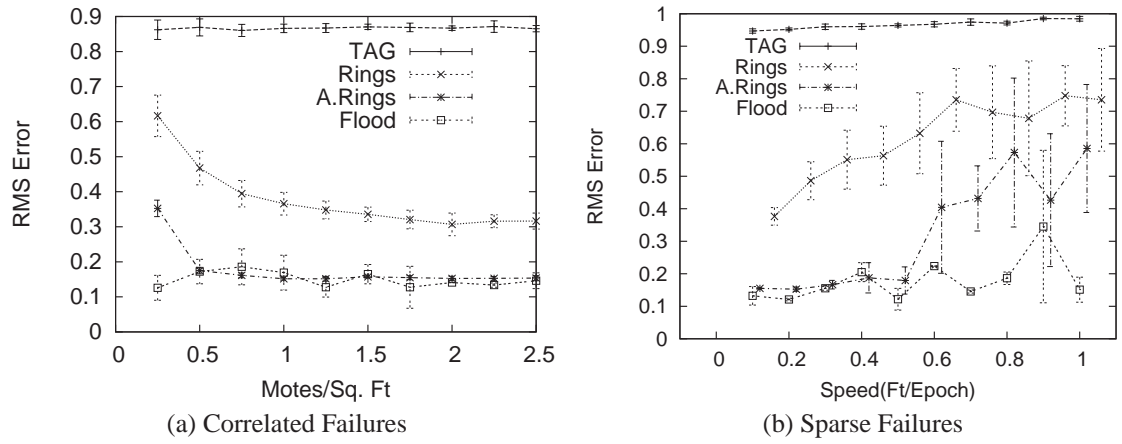 0.9
0.8
0.7
0.6
0.5
0.4
0.3
0.2
0.1
0
RMS Error
TAG
Rings
A.Rings
Flood
0 0.5 1 1.5 2 2.5
Motes/Sq. Ft
(a) Correlated Failures
1
0.9
0.8
0.7
0.6
0.5
0.4
0.3
0.2
0.1
0
RMS Error
TAG
Rings
A.Rings
Flood
0 0.2 0.4 0.6 0.8 1
Speed(Ft/Epoch)
(b) Sparse Failures